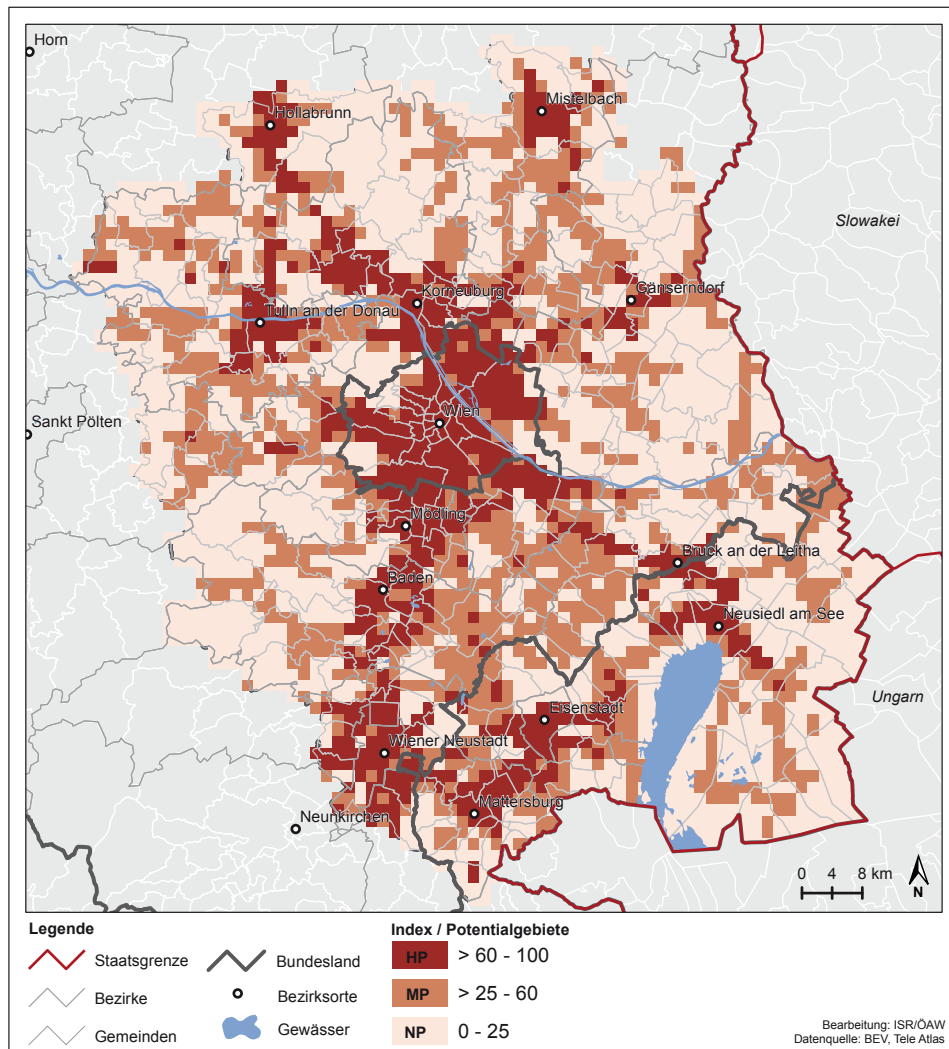 Horn
Hollabrunn
Mistelbach
Slowakei
Korneuburg
Gänserndorf
Tulln an der Donau
Sankt Pölten
Wien
Mödling
Bruck an der Leitha
Baden
Neusiedl am See
Ungarn
Eisenstadt
Wiener Neustadt
Mattersburg
Neunkirchen
0 4 8 km
N
Legende
Staatsgrenze
Bundesland
Bezirke
Bezirksorte
Gemeinden
Gewässer
Index / Potentialgebiete
HP > 60 - 100
MP > 25 - 60
NP 0 - 25
Bearbeitung: ISR/ÖAW
Datenquelle: BEV, Tele Atlas